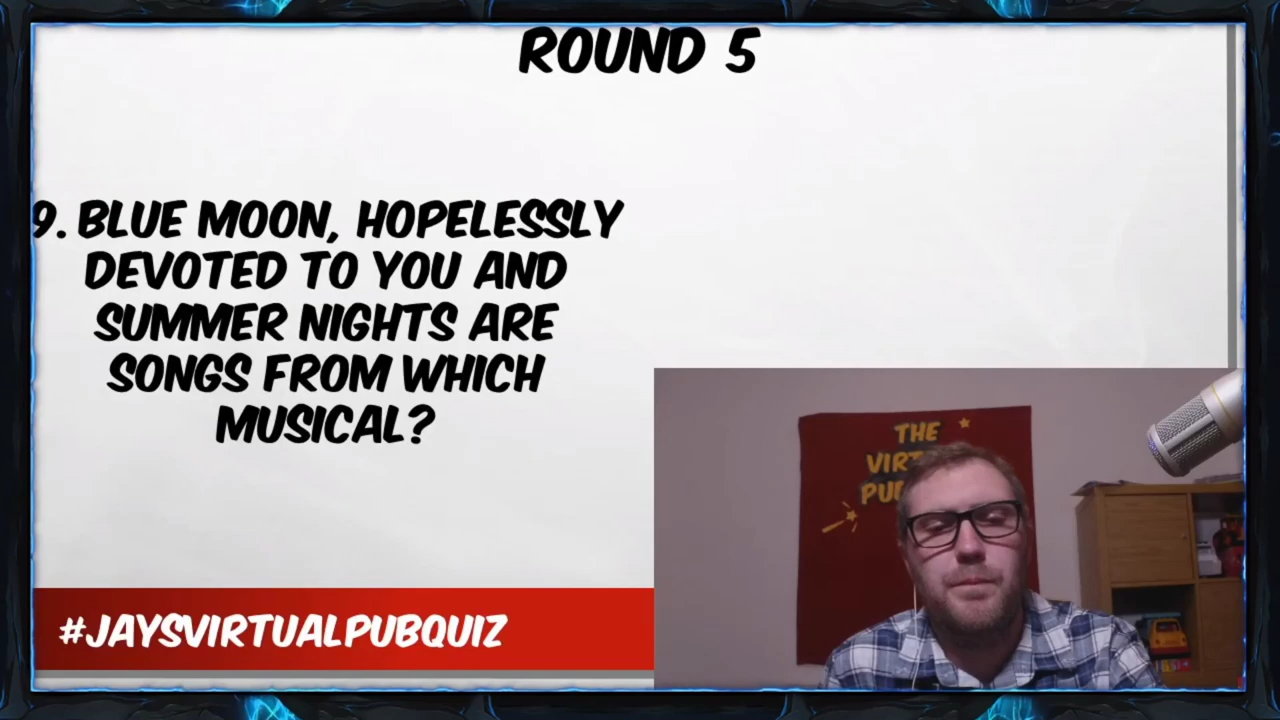 ROUND 5
9. BLUE MOON, HOPELESSLY
DEVOTED TO YOU AND
SUMMER NIGHTS ARE
SONGS FROM WHICH
MUSICAL?
THE
#JAYSVIRTUALPUBQUIZ